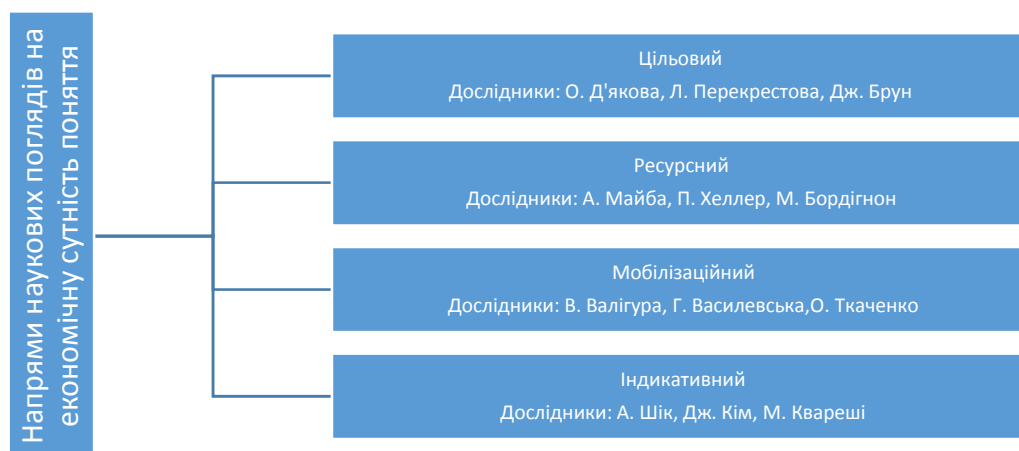 Напрями наукових поглядів на
економічну сутність поняття
Цільовий
Дослідники: О. Д'якова, Л. Перекрестова, Дж. Брун
Ресурсний
Дослідники: А. Майба, П. Хеллер, М. Бордігнон
Мобілізаційний
Дослідники: В. Валігура, Г. Василевська,О. Ткаченко
Індикативний
Дослідники: А. Шік, Дж. Кім, М. Квареші